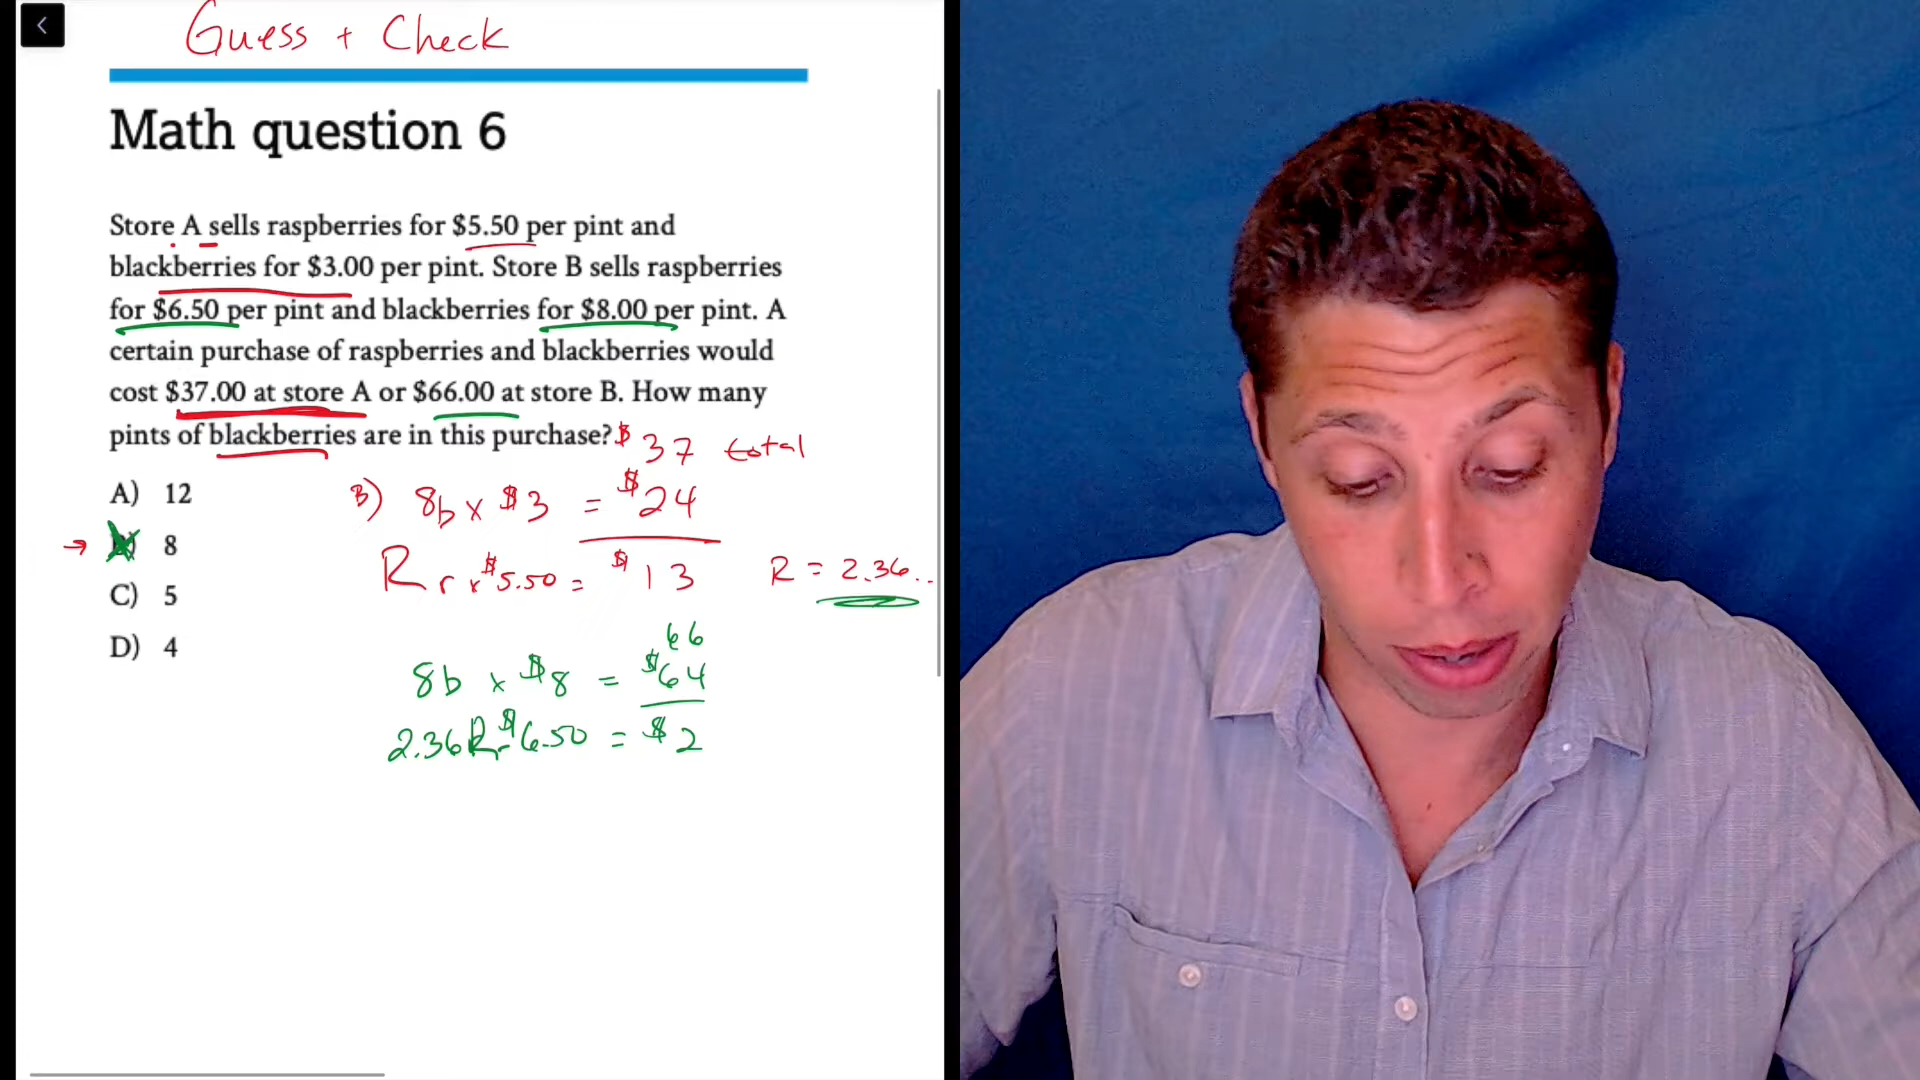 Guess + Check
Math question 6
Store A sells raspberries for $5.50 per pint and
blackberries for $3.00 per pint. Store B sells raspberries
for $6.50 per pint and blackberries for $8.00 per pint. A
certain purchase of raspberries and blackberries would
cost $37.00 at store A or $66.00 at store B. How many
pints of blackberries are in this purchase?
$37 total
A) 12
B) 8b x $3 = $24
8
C) 5
R r x $5.50 = $13
R = 2.36..
D) 4
66
8b x $8 = $64
2.36R $6.50 = $2